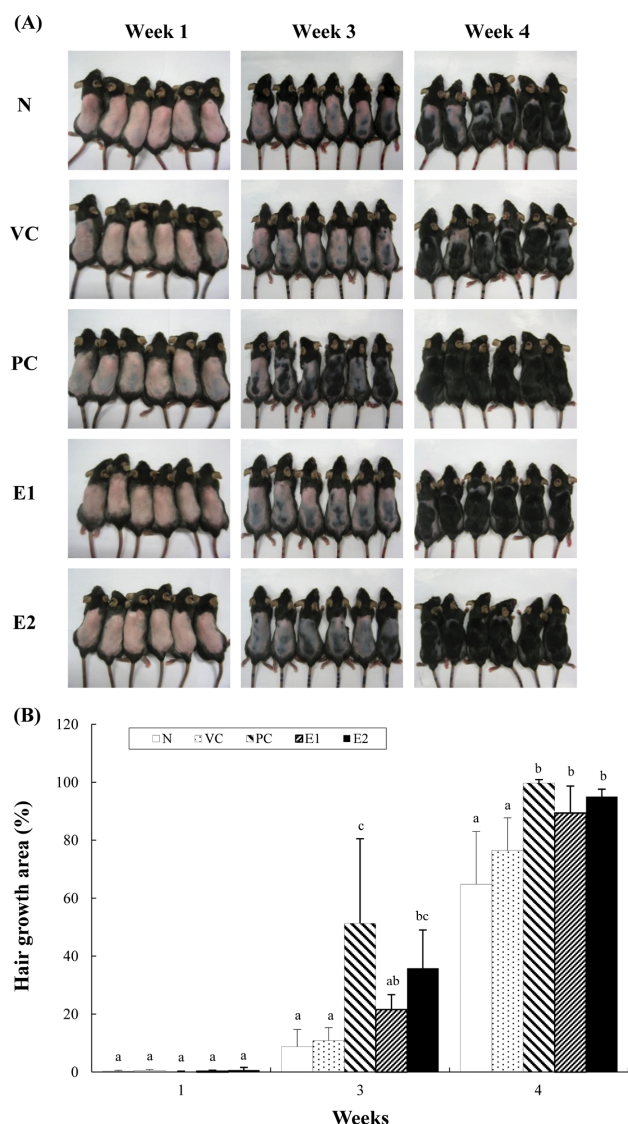 (A)
Week 1 Week 3 Week 4
N
VC
PC
E1
E2
(B)
120
N VC PC E1 E2
100
80
60
40
20
0
Hair growth area (%)
a a a a a
a a c ab bc
a a b b b
1 3 4
Weeks